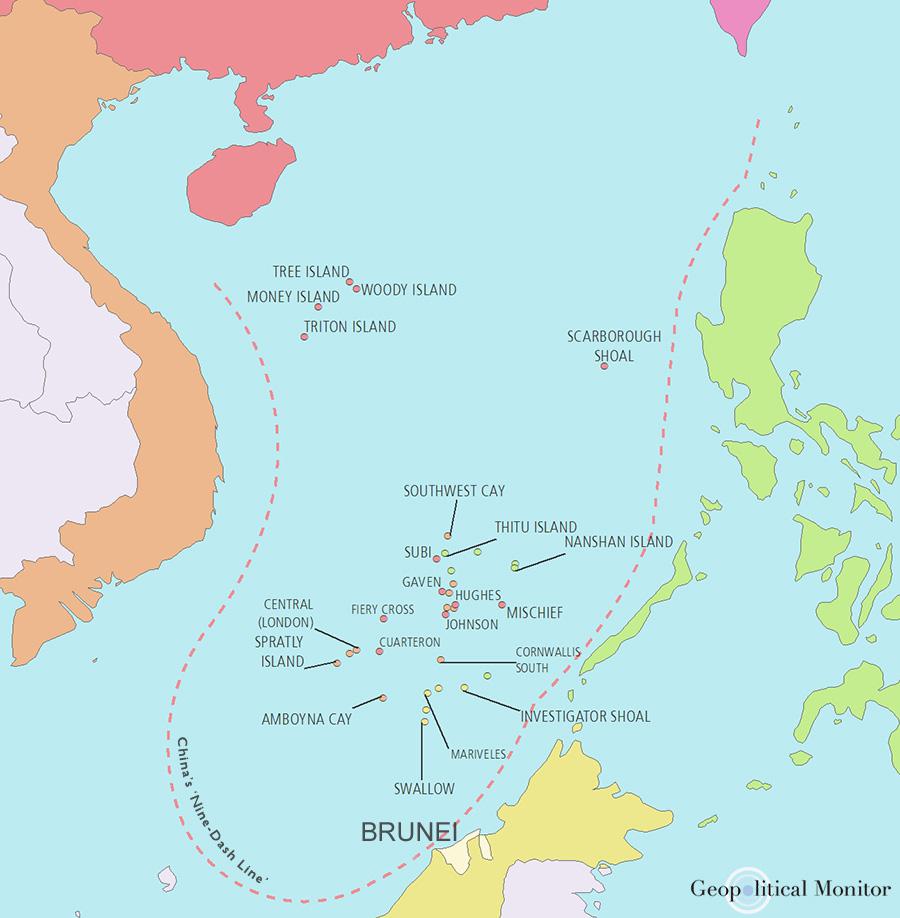 TREE ISLAND
WOODY ISLAND
MONEY ISLAND
TRITON ISLAND
SCARBOROUGH
SHOAL
SOUTHWEST CAY
THITU ISLAND
NANSHAN ISLAND
SUBI
GAVEN
HUGHES
MISCHIEF
FIERY CROSS
JOHNSON
CENTRAL
(LONDON)
SPRATLY
ISLAND
CUARTERON
CORNWALLIS
SOUTH
AMBOYNA CAY
INVESTIGATOR SHOAL
MARIVELES
SWALLOW
China's 'Nine-Dash Line'
BRUNEI
Geopolitical Monitor